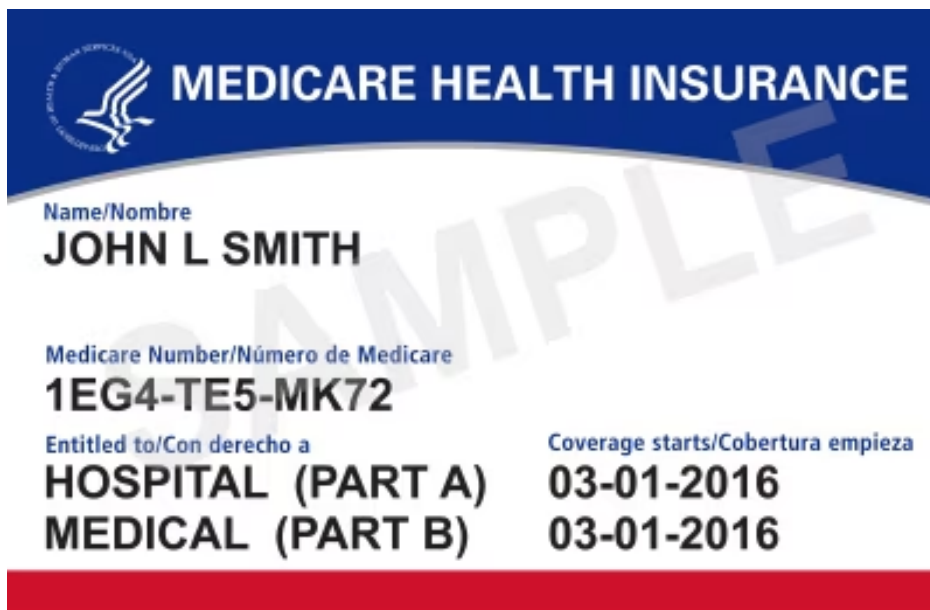 MEDICARE HEALTH INSURANCE
Name/Nombre
JOHN L SMITH
Medicare Number/Número de Medicare
1EG4-TE5-MK72
Entitled to/Con derecho a
Coverage starts/Cobertura empieza
HOSPITAL (PART A) 03-01-2016
MEDICAL (PART B) 03-01-2016
SAMPLE